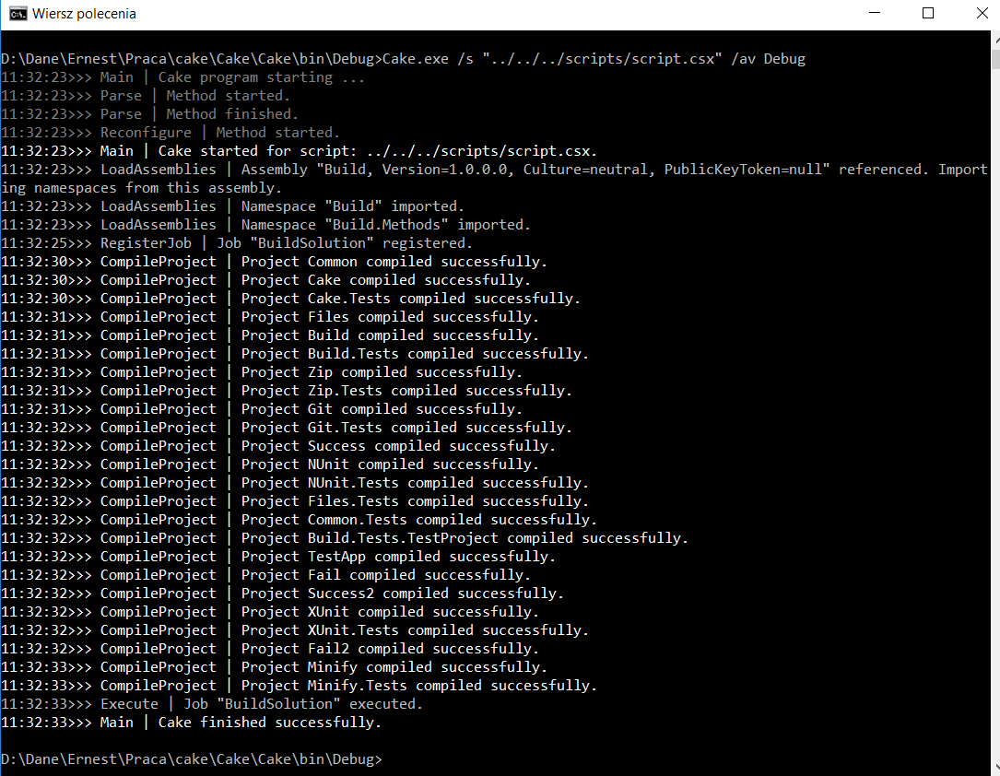 Wiersz polecenia
D:\Dane\Ernest\Praca\cake\Cake\Cake\bin\Debug>Cake.exe /s "../../../scripts/script.csx" /av Debug
11:32:23>>> Main | Cake program starting ...
11:32:23>>> Parse | Method started.
11:32:23>>> Parse | Method finished.
11:32:23>>> Reconfigure | Method started.
11:32:23>>> Main | Cake started for script: ../../../scripts/script.csx.
11:32:23>>> LoadAssemblies | Assembly "Build, Version=1.0.0.0, Culture=neutral, PublicKeyToken=null" referenced. Import
ing namespaces from this assembly.
11:32:23>>> LoadAssemblies | Namespace "Build" imported.
11:32:23>>> LoadAssemblies | Namespace "Build.Methods" imported.
11:32:25>>> RegisterJob | Job "BuildSolution" registered.
11:32:30>>> CompileProject | Project Common compiled successfully.
11:32:30>>> CompileProject | Project Cake compiled successfully.
11:32:30>>> CompileProject | Project Cake.Tests compiled successfully.
11:32:31>>> CompileProject | Project Files compiled successfully.
11:32:31>>> CompileProject | Project Build compiled successfully.
11:32:31>>> CompileProject | Project Build.Tests compiled successfully.
11:32:31>>> CompileProject | Project Zip compiled successfully.
11:32:31>>> CompileProject | Project Zip.Tests compiled successfully.
11:32:31>>> CompileProject | Project Git compiled successfully.
11:32:32>>> CompileProject | Project Git.Tests compiled successfully.
11:32:32>>> CompileProject | Project Success compiled successfully.
11:32:32>>> CompileProject | Project NUnit compiled successfully.
11:32:32>>> CompileProject | Project NUnit.Tests compiled successfully.
11:32:32>>> CompileProject | Project Files.Tests compiled successfully.
11:32:32>>> CompileProject | Project Common.Tests compiled successfully.
11:32:32>>> CompileProject | Project Build.Tests.TestProject compiled successfully.
11:32:32>>> CompileProject | Project TestApp compiled successfully.
11:32:32>>> CompileProject | Project Fail compiled successfully.
11:32:32>>> CompileProject | Project Success2 compiled successfully.
11:32:32>>> CompileProject | Project XUnit compiled successfully.
11:32:32>>> CompileProject | Project XUnit.Tests compiled successfully.
11:32:32>>> CompileProject | Project Fail2 compiled successfully.
11:32:33>>> CompileProject | Project Minify compiled successfully.
11:32:33>>> CompileProject | Project Minify.Tests compiled successfully.
11:32:33>>> Execute | Job "BuildSolution" executed.
11:32:33>>> Main | Cake finished successfully.
D:\Dane\Ernest\Praca\cake\Cake\Cake\bin\Debug>